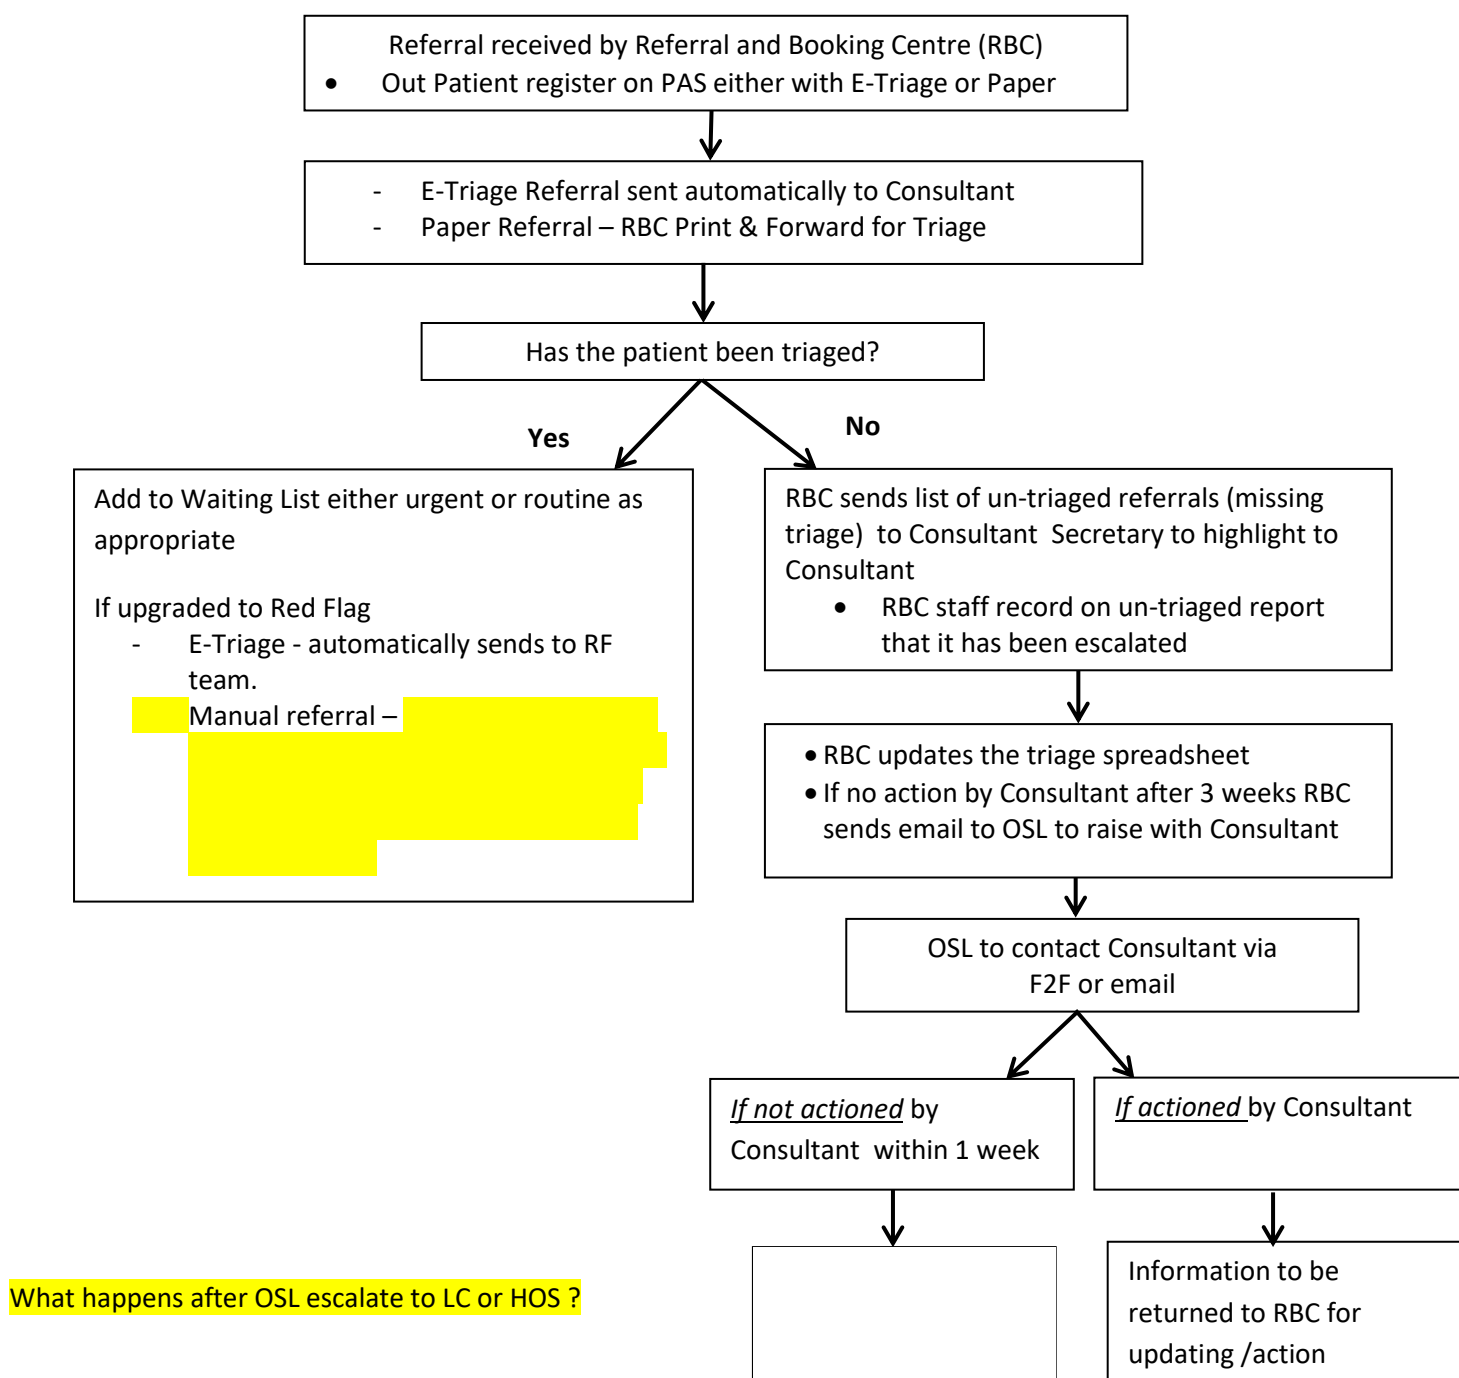 Referral received by Referral and Booking Centre (RBC)
• Out Patient register on PAS either with E-Triage or Paper
- E-Triage Referral sent automatically to Consultant
- Paper Referral – RBC Print & Forward for Triage
Has the patient been triaged?
Yes
No
Add to Waiting List either urgent or routine as
appropriate
If upgraded to Red Flag
- E-Triage - automatically sends to RF
team.
Manual referral –
RBC sends list of un-triaged referrals (missing
triage) to Consultant Secretary to highlight to
Consultant
• RBC staff record on un-triaged report
that it has been escalated
• RBC updates the triage spreadsheet
• If no action by Consultant after 3 weeks RBC
sends email to OSL to raise with Consultant
OSL to contact Consultant via
F2F or email
If not actioned by
Consultant within 1 week
If actioned by Consultant
What happens after OSL escalate to LC or HOS ?
Information to be
returned to RBC for
updating /action